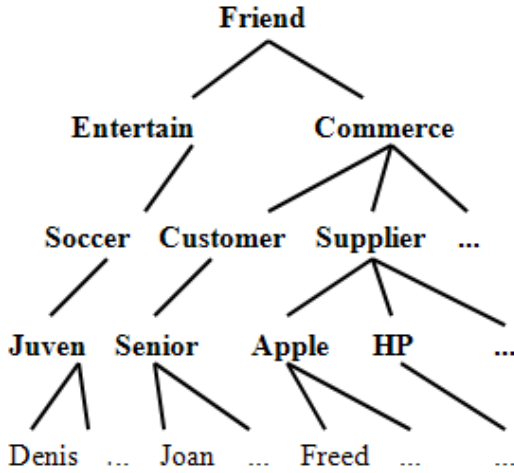 Friend
Entertain Commerce
Soccer Customer Supplier ...
Juven Senior Apple HP ...
Denis ... Joan ... Freed ... ...